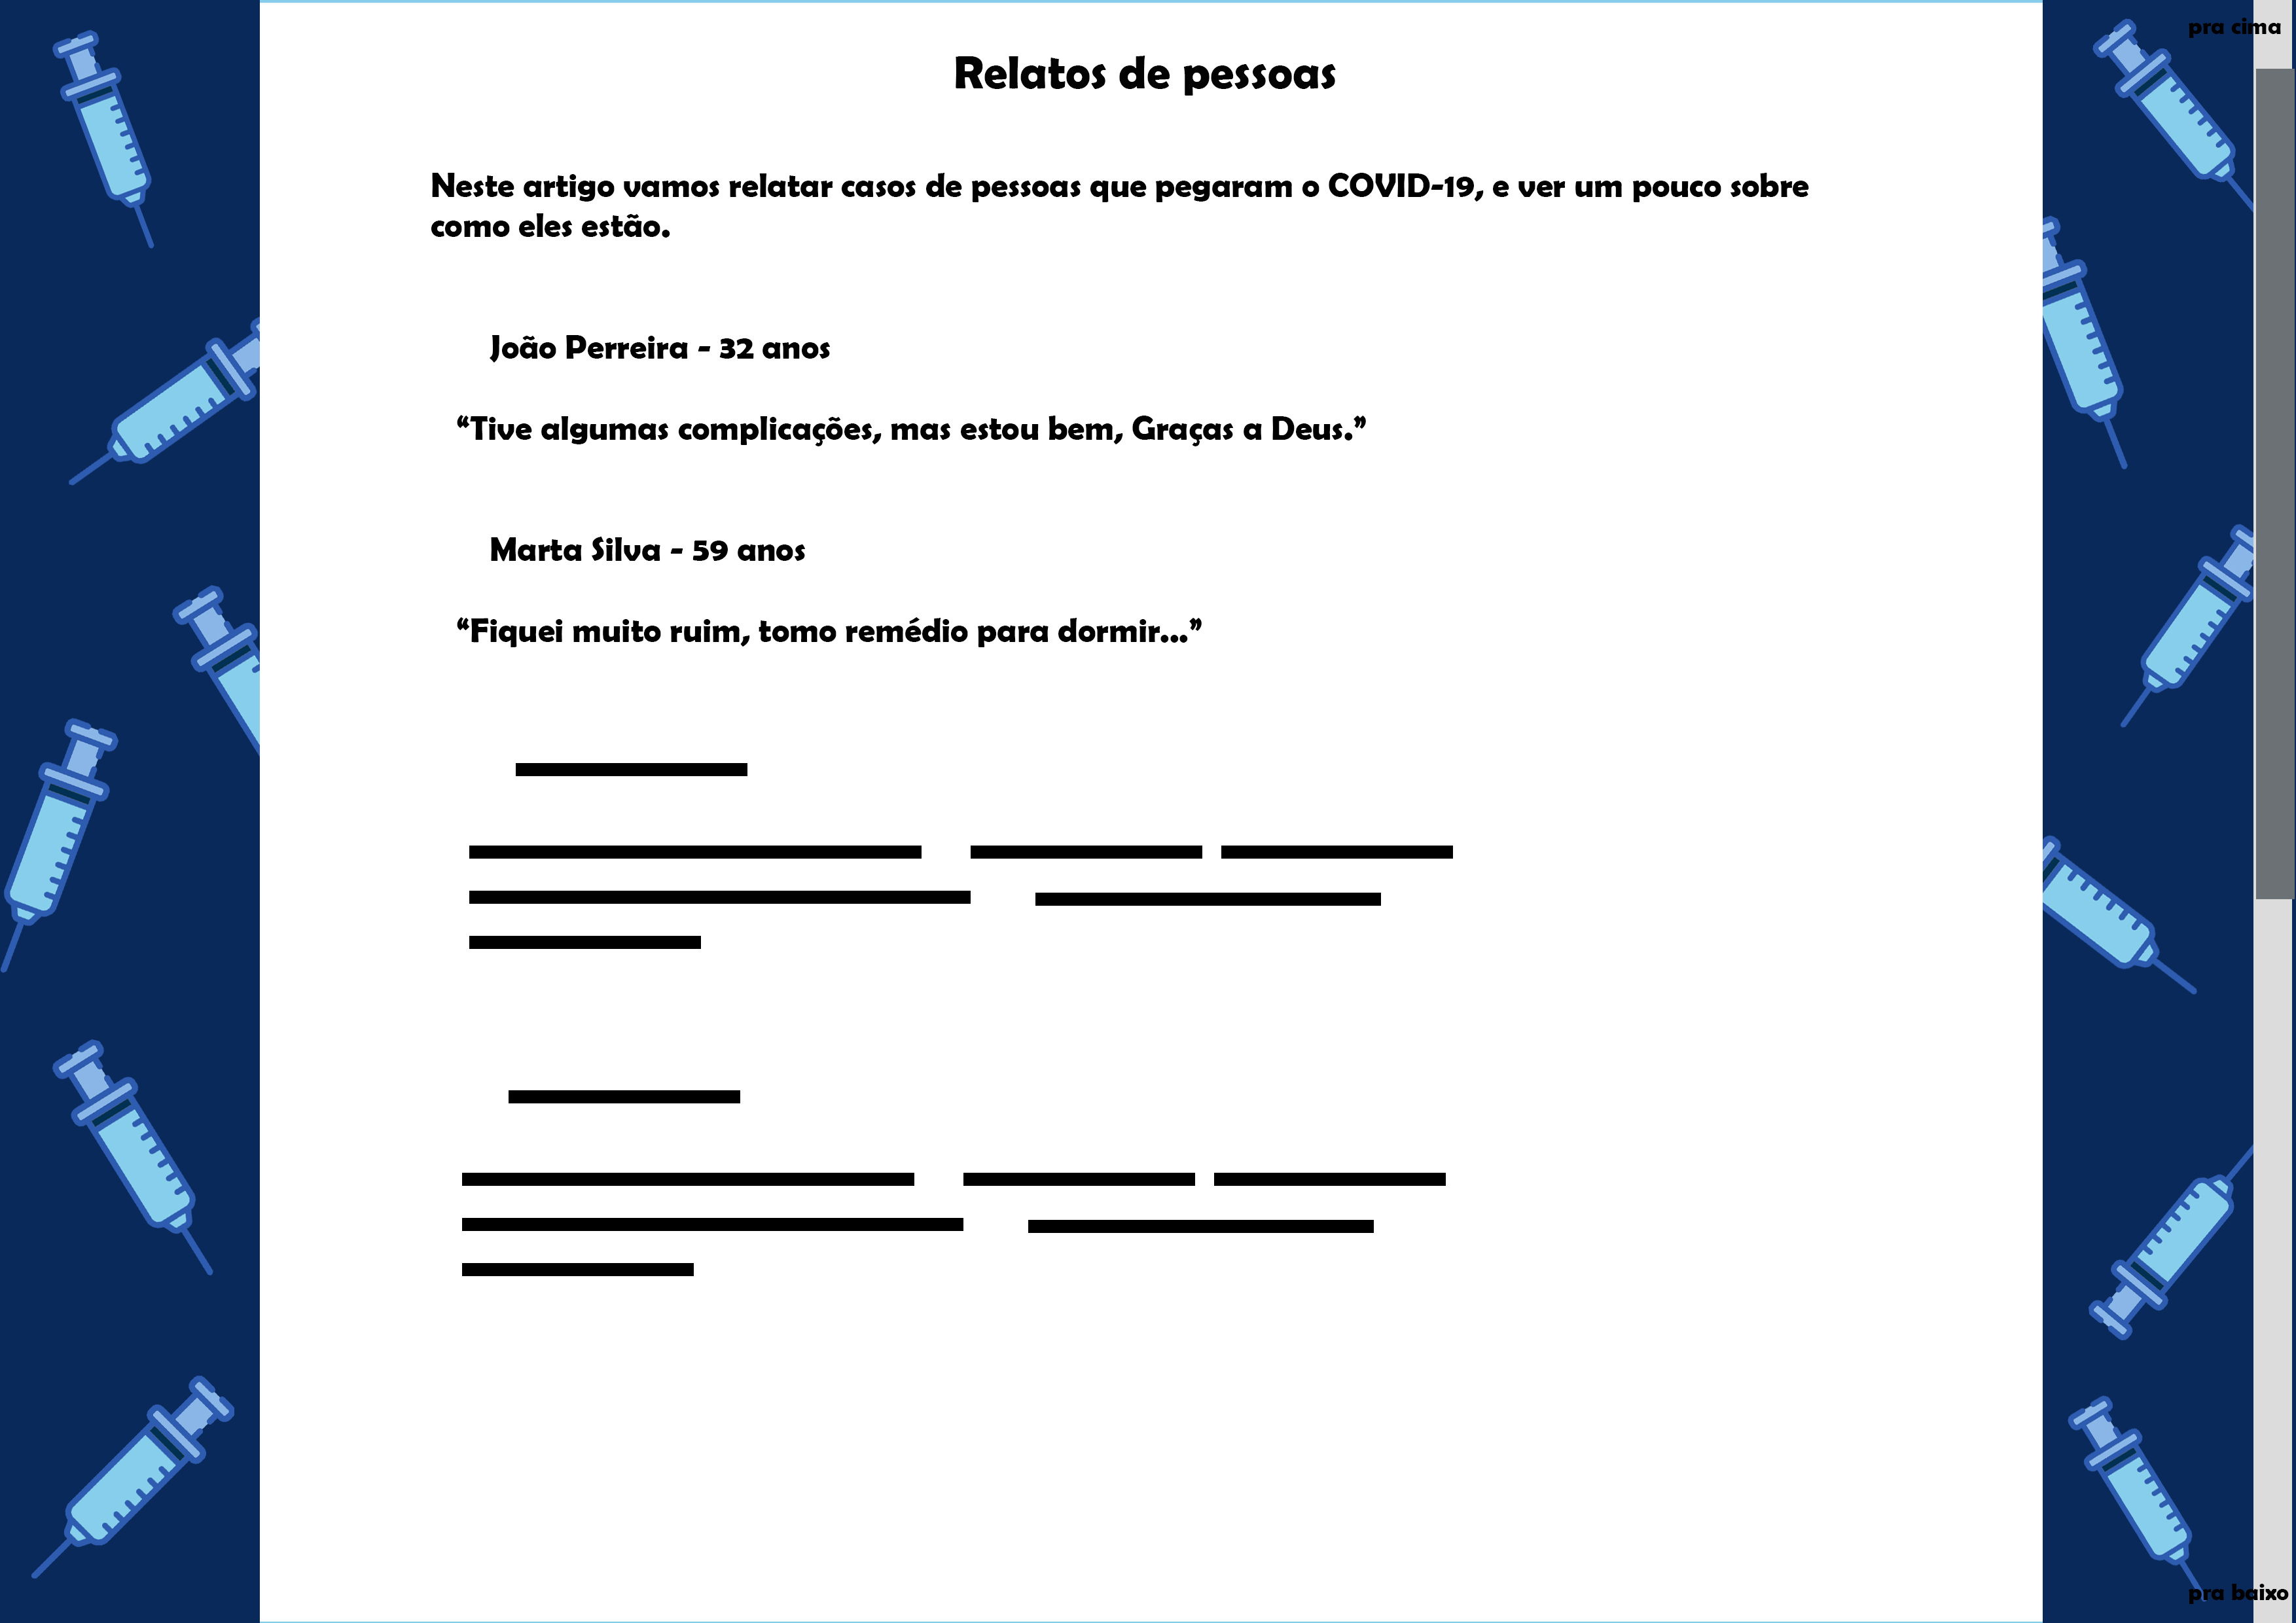 pra cima
Relatos de pessoas
Neste artigo vamos relatar casos de pessoas que pegaram o COVID-19, e ver um pouco sobre
como eles estão.
João Perreira - 32 anos
“Tive algumas complicações, mas estou bem, Graças a Deus.”
Marta Silva - 59 anos
“Fiquei muito ruim, tomo remédio para dormir...”
pra baixo